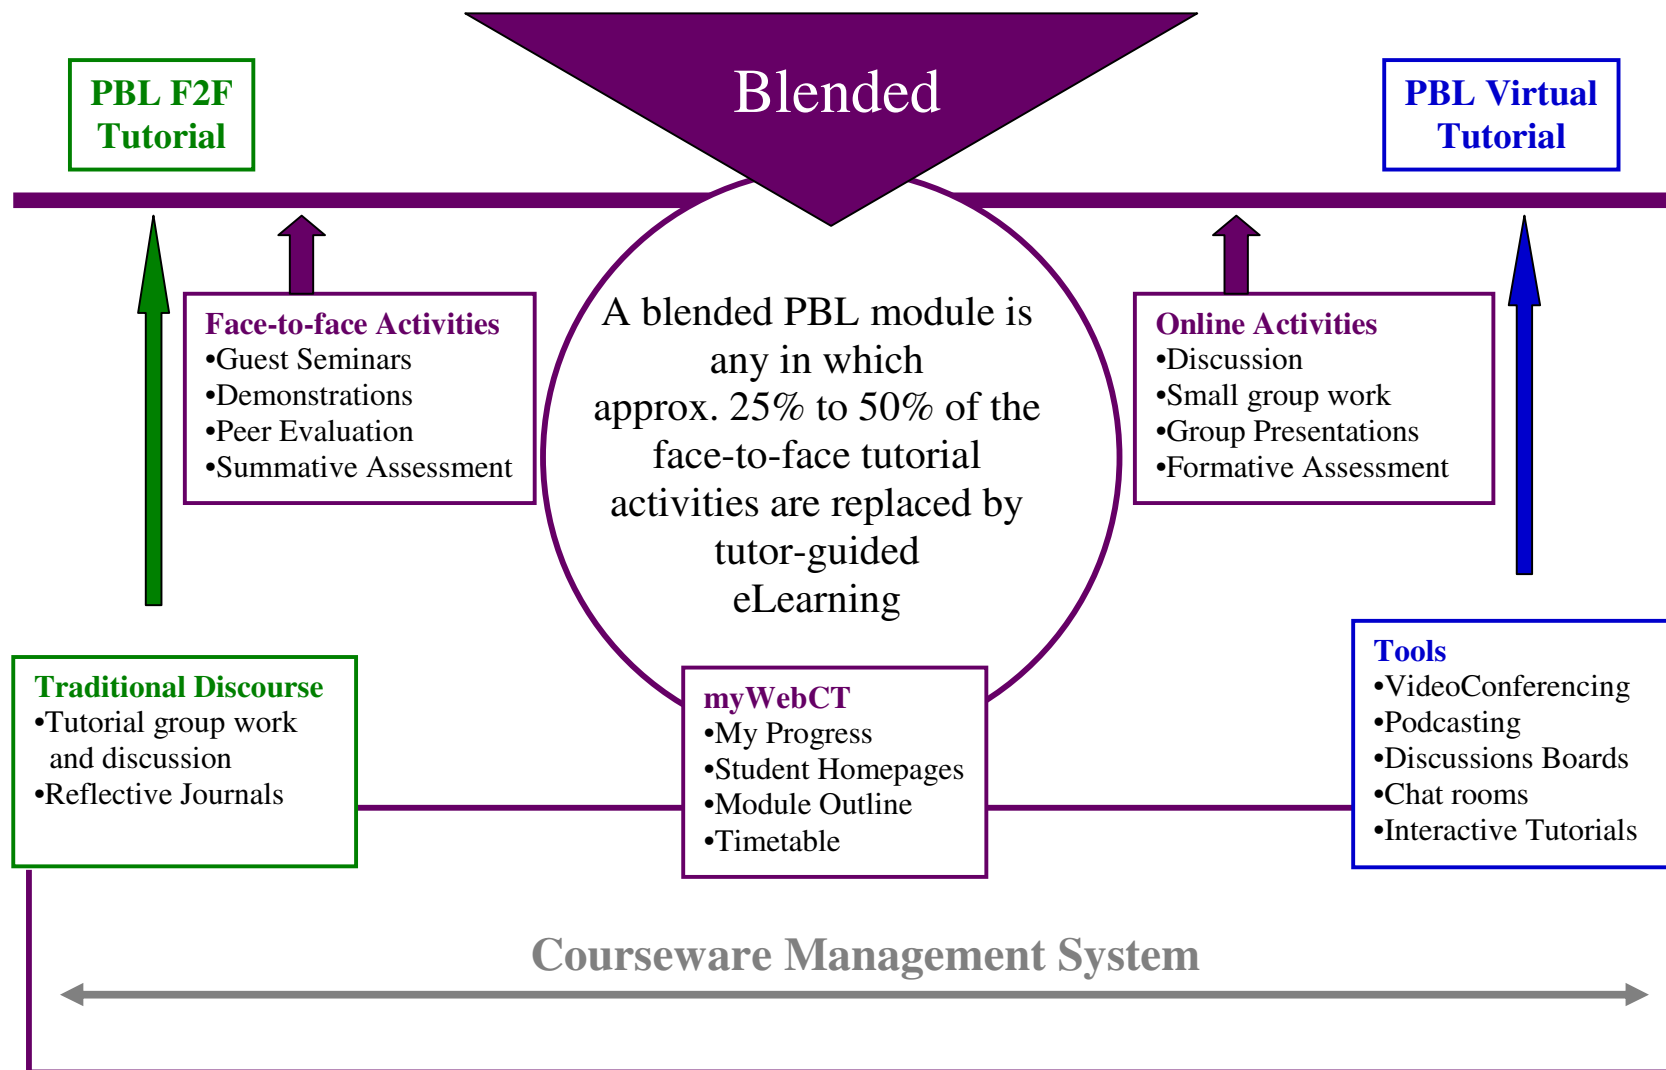 Blended
PBL F2F
Tutorial
PBL Virtual
Tutorial
Face-to-face Activities
•Guest Seminars
•Demonstrations
•Peer Evaluation
•Summative Assessment
A blended PBL module is
any in which
approx. 25% to 50% of the
face-to-face tutorial
activities are replaced by
tutor-guided
eLearning
Online Activities
•Discussion
•Small group work
•Group Presentations
•Formative Assessment
Traditional Discourse
•Tutorial group work
and discussion
•Reflective Journals
myWebCT
•My Progress
•Student Homepages
•Module Outline
•Timetable
Tools
•VideoConferencing
•Podcasting
•Discussions Boards
•Chat rooms
•Interactive Tutorials
Courseware Management System